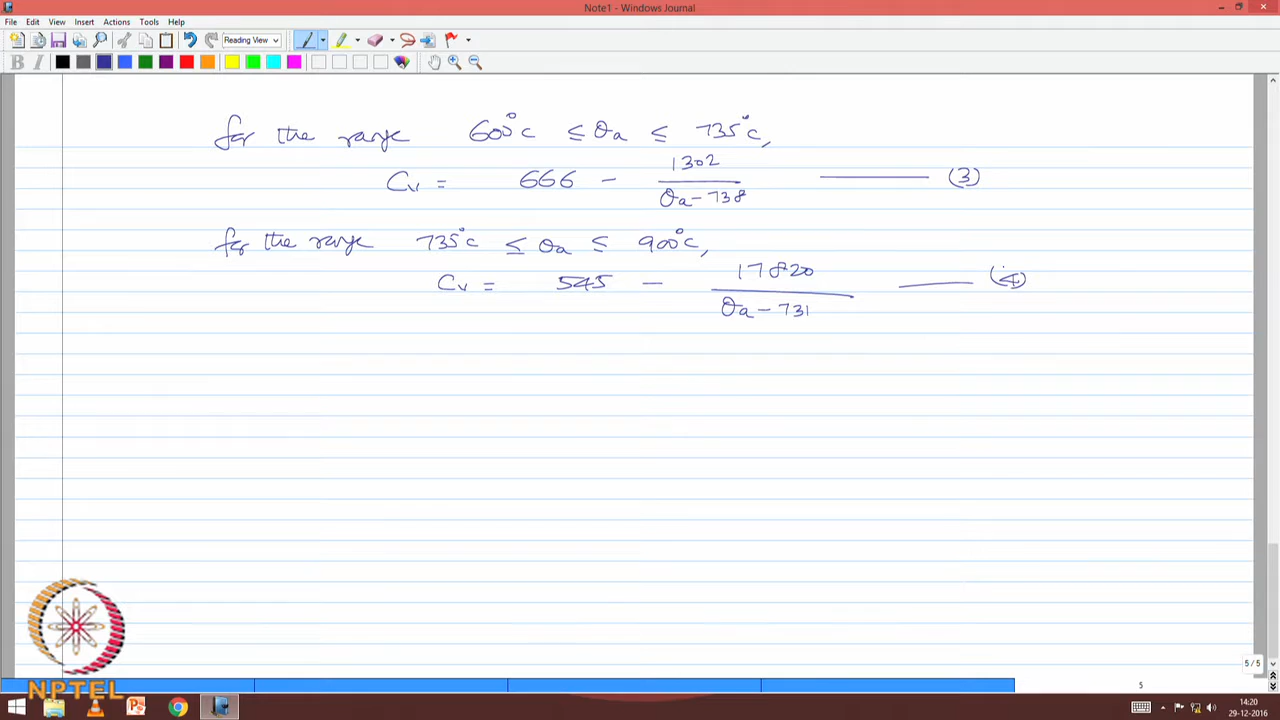 Note1 - Windows Journal
File Edit View Insert Actions Tools Help
Reading View
B I
for the range 600°c ≤ θa ≤ 735°c,
Cv = 666 - 1302 / θa - 738 (3)
for the range 735°c ≤ θa ≤ 900°c,
Cv = 545 - 17820 / θa - 731 (4)
5 / 5
NPTEL
5
14:20
29-12-2016